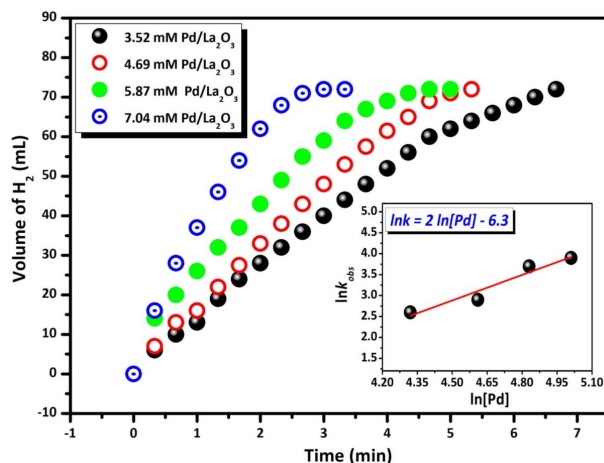 90
80
70
60
50
40
30
20
10
0
-10
Volume of H₂ (mL)
3.52 mM Pd/La₂O₃
4.69 mM Pd/La₂O₃
5.87 mM Pd/La₂O₃
7.04 mM Pd/La₂O₃
lnk = 2 ln[Pd] - 6.3
5.0
4.5
4.0
3.5
3.0
2.5
2.0
1.5
lnk_obs
4.20 4.35 4.50 4.65 4.80 4.95 5.10
ln[Pd]
-1 0 1 2 3 4 5 6 7
Time (min)